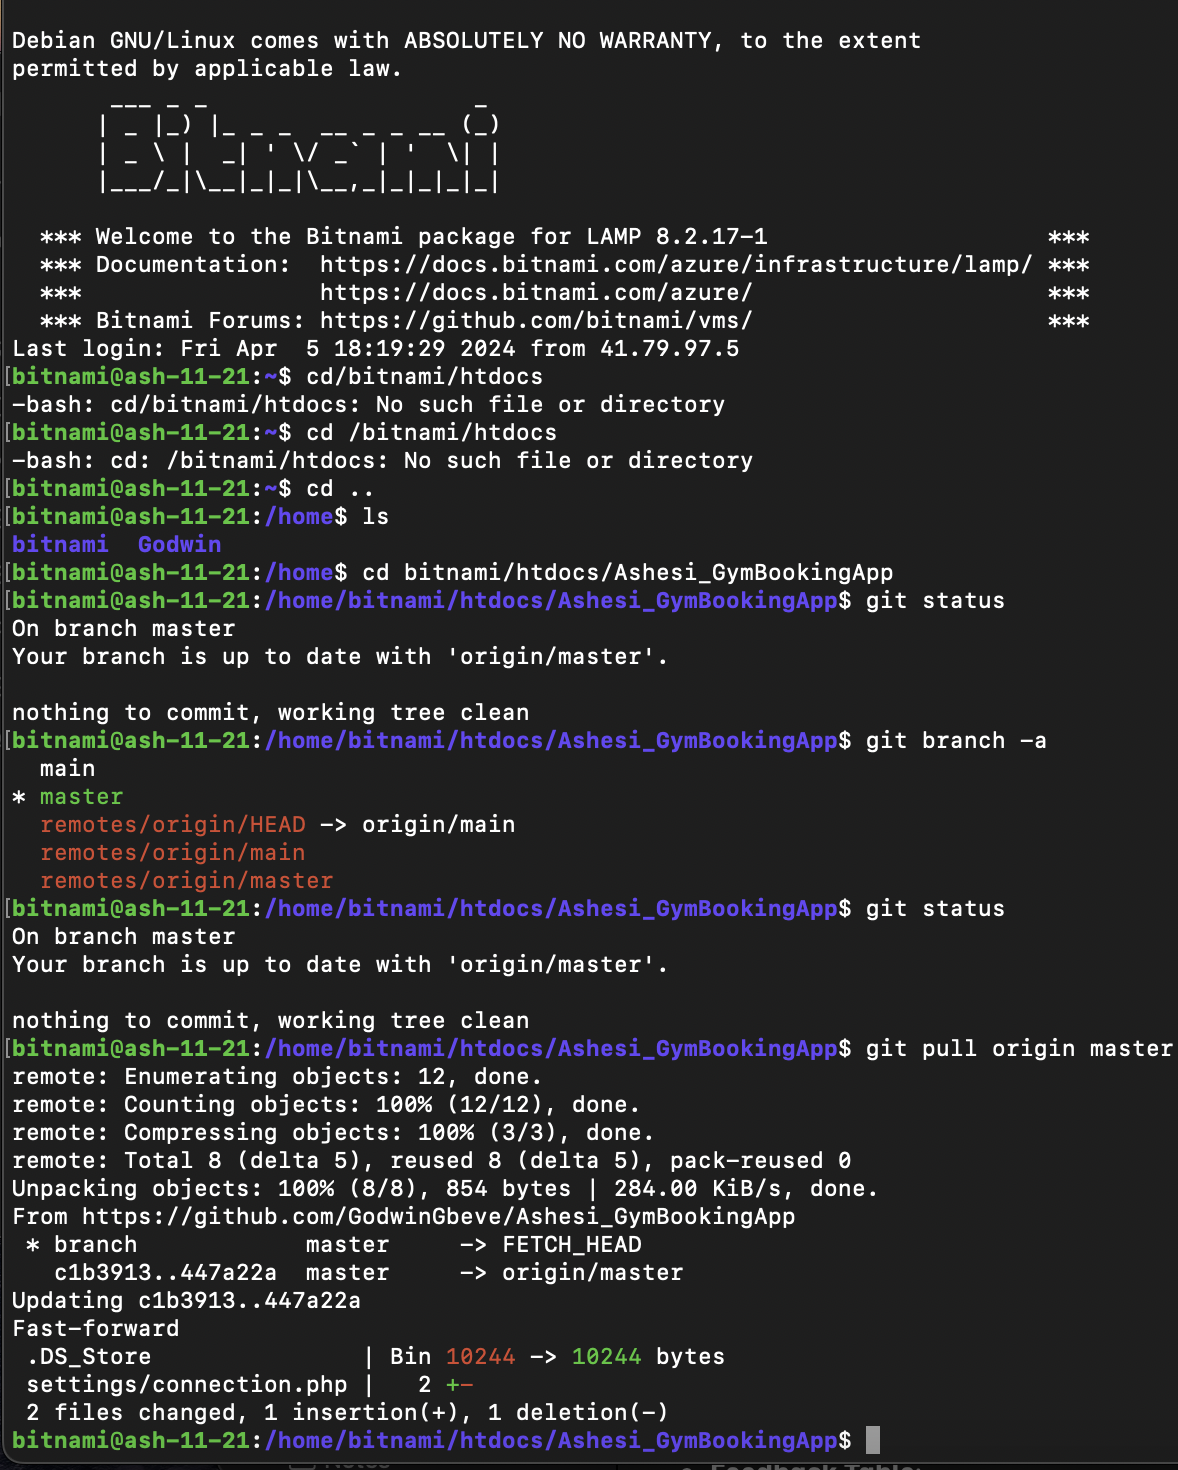 Debian GNU/Linux comes with ABSOLUTELY NO WARRANTY, to the extent
permitted by applicable law.
       ___ _ _                   _
      | _ |_) |_ _ _  __ _ _ __ (_)
      | _ \ |  _| ' \/ _` | '  \| |
      |___/_|\__|_|_|\__,_|_|_|_|_|

  *** Welcome to the Bitnami package for LAMP 8.2.17-1                    ***
  *** Documentation:  https://docs.bitnami.com/azure/infrastructure/lamp/ ***
  ***                 https://docs.bitnami.com/azure/                     ***
  *** Bitnami Forums: https://github.com/bitnami/vms/                     ***
Last login: Fri Apr  5 18:19:29 2024 from 41.79.97.5
[bitnami@ash-11-21:~$ cd/bitnami/htdocs
-bash: cd/bitnami/htdocs: No such file or directory
[bitnami@ash-11-21:~$ cd /bitnami/htdocs
-bash: cd: /bitnami/htdocs: No such file or directory
[bitnami@ash-11-21:~$ cd ..
[bitnami@ash-11-21:/home$ ls
bitnami  Godwin
[bitnami@ash-11-21:/home$ cd bitnami/htdocs/Ashesi_GymBookingApp
[bitnami@ash-11-21:/home/bitnami/htdocs/Ashesi_GymBookingApp$ git status
On branch master
Your branch is up to date with 'origin/master'.

nothing to commit, working tree clean
[bitnami@ash-11-21:/home/bitnami/htdocs/Ashesi_GymBookingApp$ git branch -a
  main
* master
  remotes/origin/HEAD -> origin/main
  remotes/origin/main
  remotes/origin/master
[bitnami@ash-11-21:/home/bitnami/htdocs/Ashesi_GymBookingApp$ git status
On branch master
Your branch is up to date with 'origin/master'.

nothing to commit, working tree clean
[bitnami@ash-11-21:/home/bitnami/htdocs/Ashesi_GymBookingApp$ git pull origin master
remote: Enumerating objects: 12, done.
remote: Counting objects: 100% (12/12), done.
remote: Compressing objects: 100% (3/3), done.
remote: Total 8 (delta 5), reused 8 (delta 5), pack-reused 0
Unpacking objects: 100% (8/8), 854 bytes | 284.00 KiB/s, done.
From https://github.com/GodwinGbeve/Ashesi_GymBookingApp
 * branch            master     -> FETCH_HEAD
   c1b3913..447a22a  master     -> origin/master
Updating c1b3913..447a22a
Fast-forward
 .DS_Store               | Bin 10244 -> 10244 bytes
 settings/connection.php |   2 +-
 2 files changed, 1 insertion(+), 1 deletion(-)
bitnami@ash-11-21:/home/bitnami/htdocs/Ashesi_GymBookingApp$